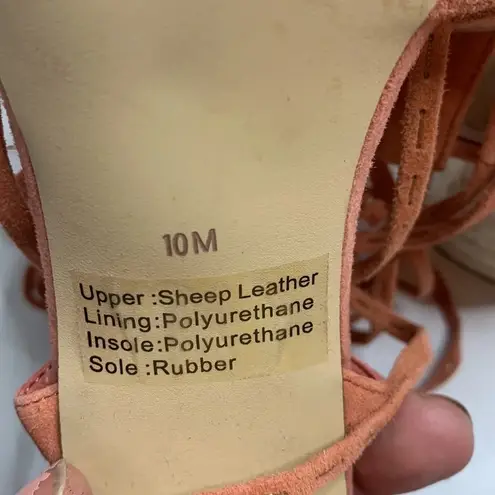 10M
Upper :Sheep Leather
Lining:Polyurethane
Insole:Polyurethane
Sole :Rubber